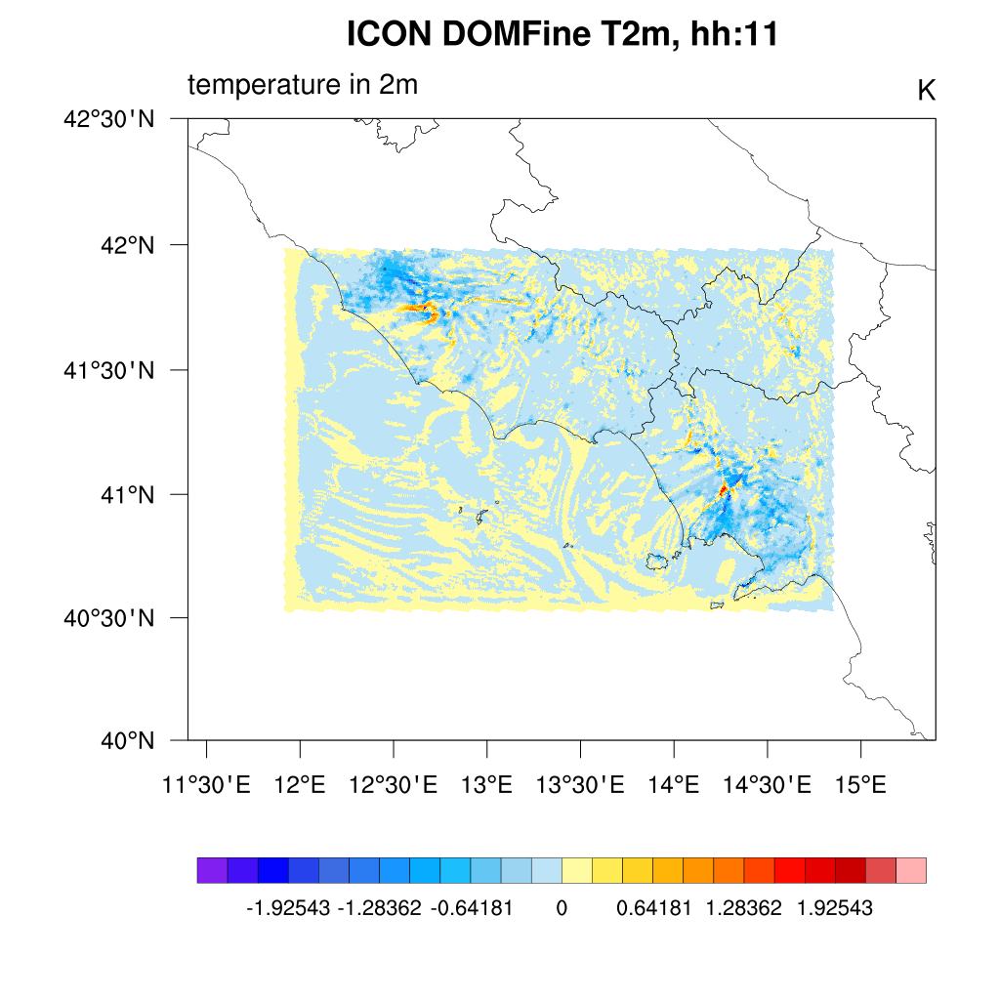 ICON DOMFine T2m, hh:11
temperature in 2m
K
42°30'N
42°N
41°30'N
41°N
40°30'N
40°N
11°30'E 12°E 12°30'E 13°E 13°30'E 14°E 14°30'E 15°E
-1.92543 -1.28362 -0.64181 0 0.64181 1.28362 1.92543